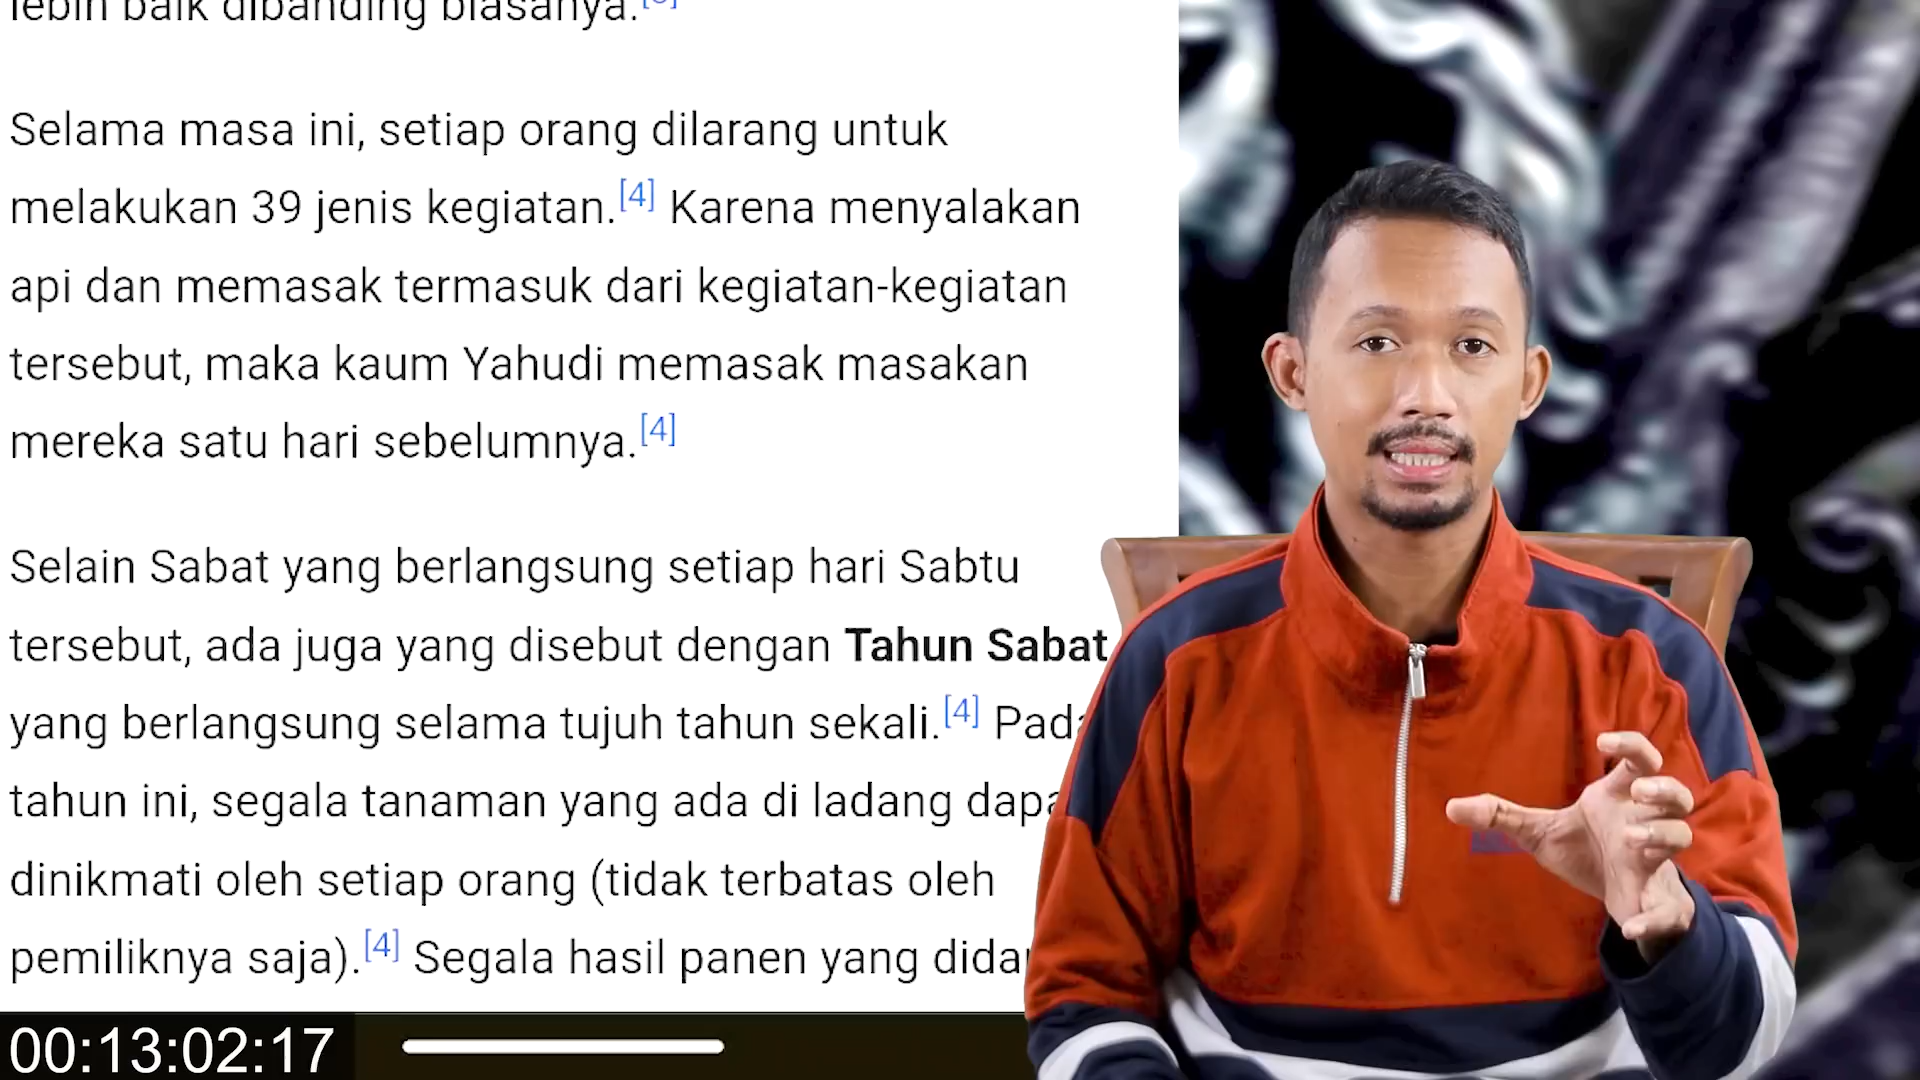 lebih baik dibanding biasanya.
Selama masa ini, setiap orang dilarang untuk
melakukan 39 jenis kegiatan.[4] Karena menyalakan
api dan memasak termasuk dari kegiatan-kegiatan
tersebut, maka kaum Yahudi memasak masakan
mereka satu hari sebelumnya.[4]
Selain Sabat yang berlangsung setiap hari Sabtu
tersebut, ada juga yang disebut dengan Tahun Sabat
yang berlangsung selama tujuh tahun sekali.[4]
tahun ini, segala tanaman yang ada di ladang
dinikmati oleh setiap orang (tidak terbatas oleh
pemiliknya saja).[4] Segala hasil panen yang
00:13:02:17